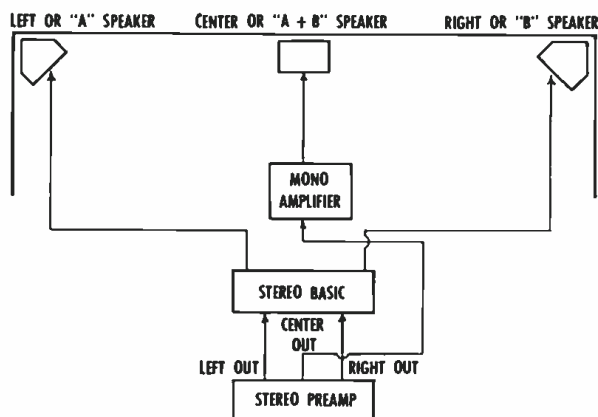 LEFT OR "A" SPEAKER
CENTER OR "A + B" SPEAKER
RIGHT OR "B" SPEAKER
MONO
AMPLIFIER
STEREO BASIC
CENTER
OUT
LEFT OUT
RIGHT OUT
STEREO PREAMP